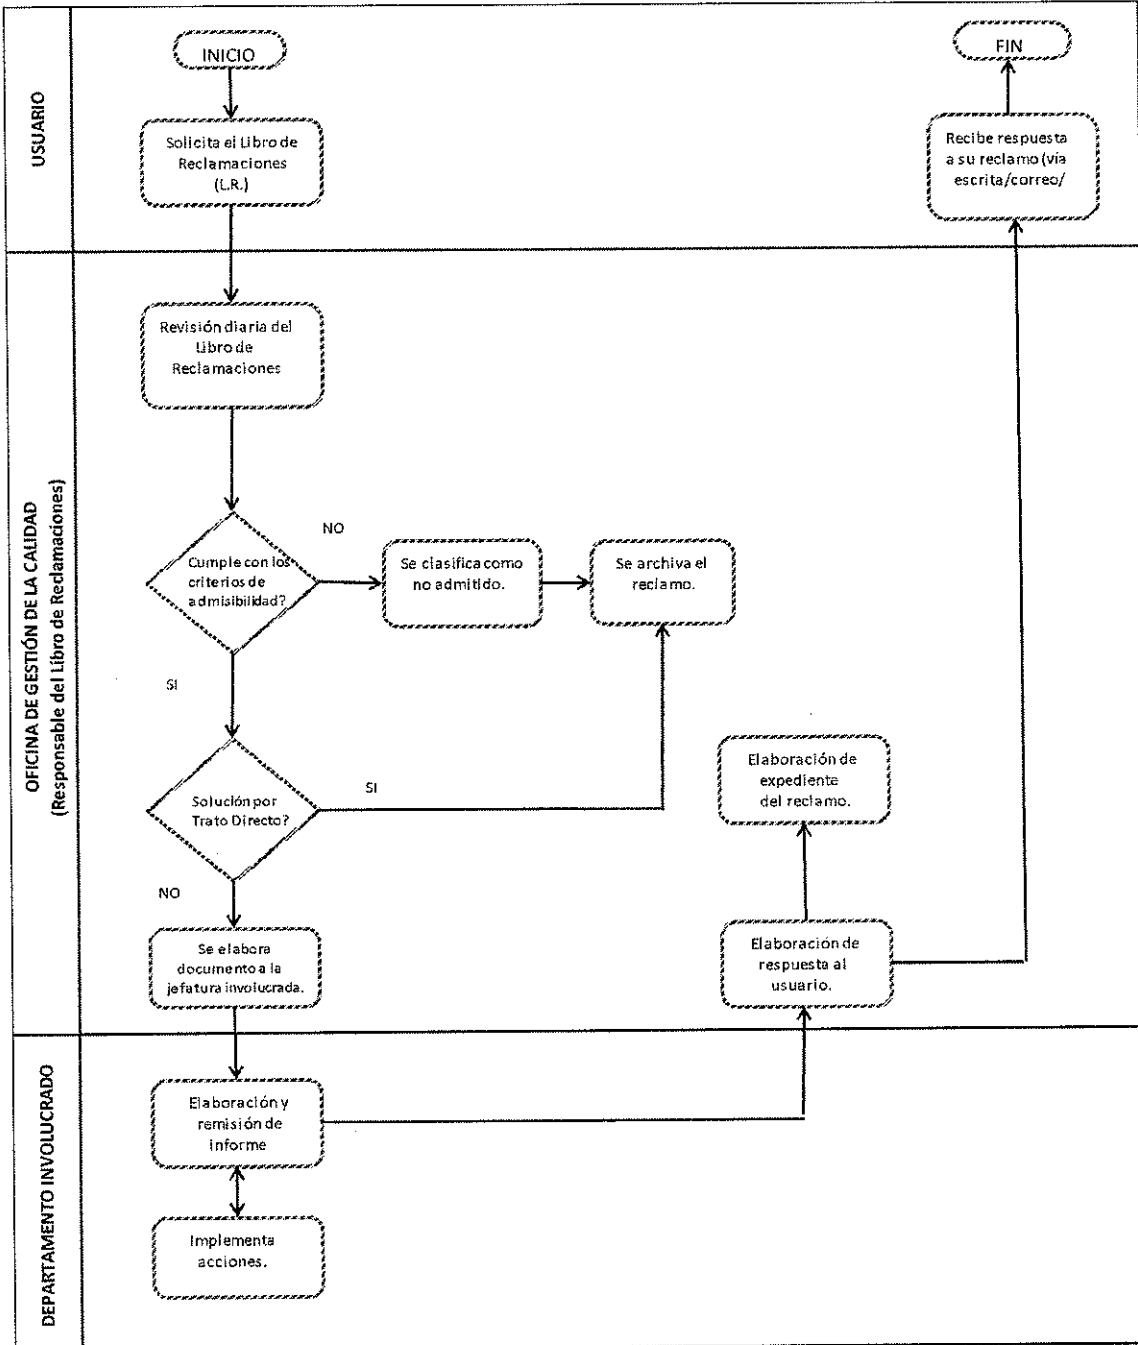 USUARIO
INICIO
Solicita el Libro de
Reclamaciones
(L.R.)
FIN
Recibe respuesta
a su reclamo (vía
escrita/correo/
OFICINA DE GESTIÓN DE LA CALIDAD
(Responsable del Libro de Reclamaciones)
Revisión diaria del
Libro de
Reclamaciones
Cumple con los
criterios de
admisibilidad?
NO
Se clasifica como
no admitido.
Se archiva el
reclamo.
SI
Solución por
Trato Directo?
SI
NO
Se elabora
documento a la
jefatura involucrada.
Elaboración de
expediente
del reclamo.
Elaboración de
respuesta al
usuario.
DEPARTAMENTO INVOLUCRADO
Elaboración y
remisión de
informe
Implementa
acciones.